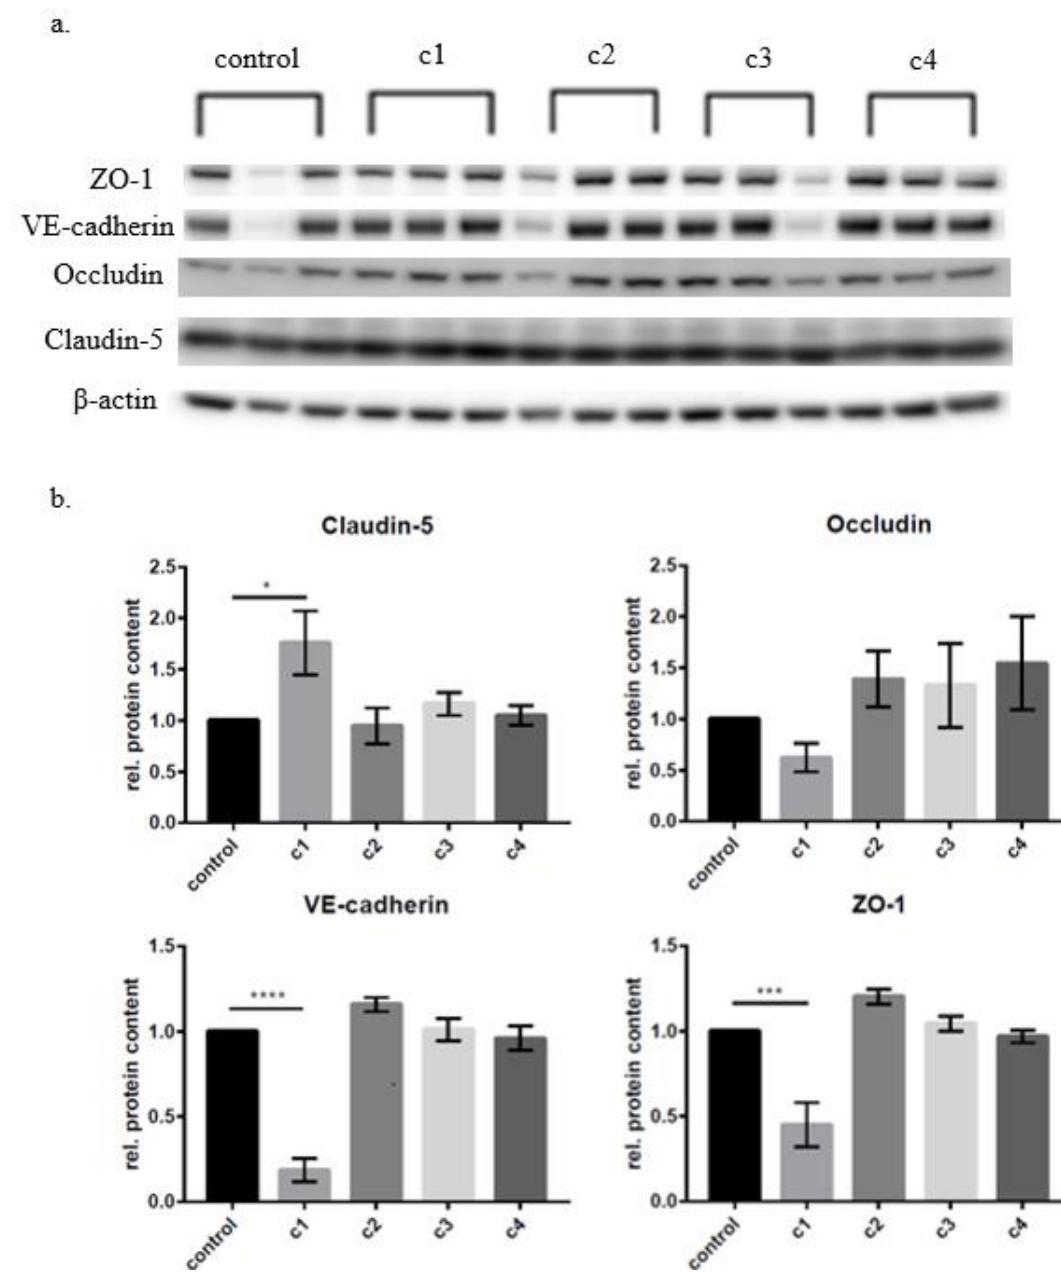 a.
control c1 c2 c3 c4
ZO-1
VE-cadherin
Occludin
Claudin-5
β-actin
b.
Claudin-5
rel. protein content
2.5
2.0
1.5
1.0
0.5
0.0
*
control c1 c2 c3 c4
Occludin
rel. protein content
2.5
2.0
1.5
1.0
0.5
0.0
control c1 c2 c3 c4
VE-cadherin
rel. protein content
1.5
1.0
0.5
0.0
****
control c1 c2 c3 c4
ZO-1
rel. protein content
1.5
1.0
0.5
0.0
***
control c1 c2 c3 c4